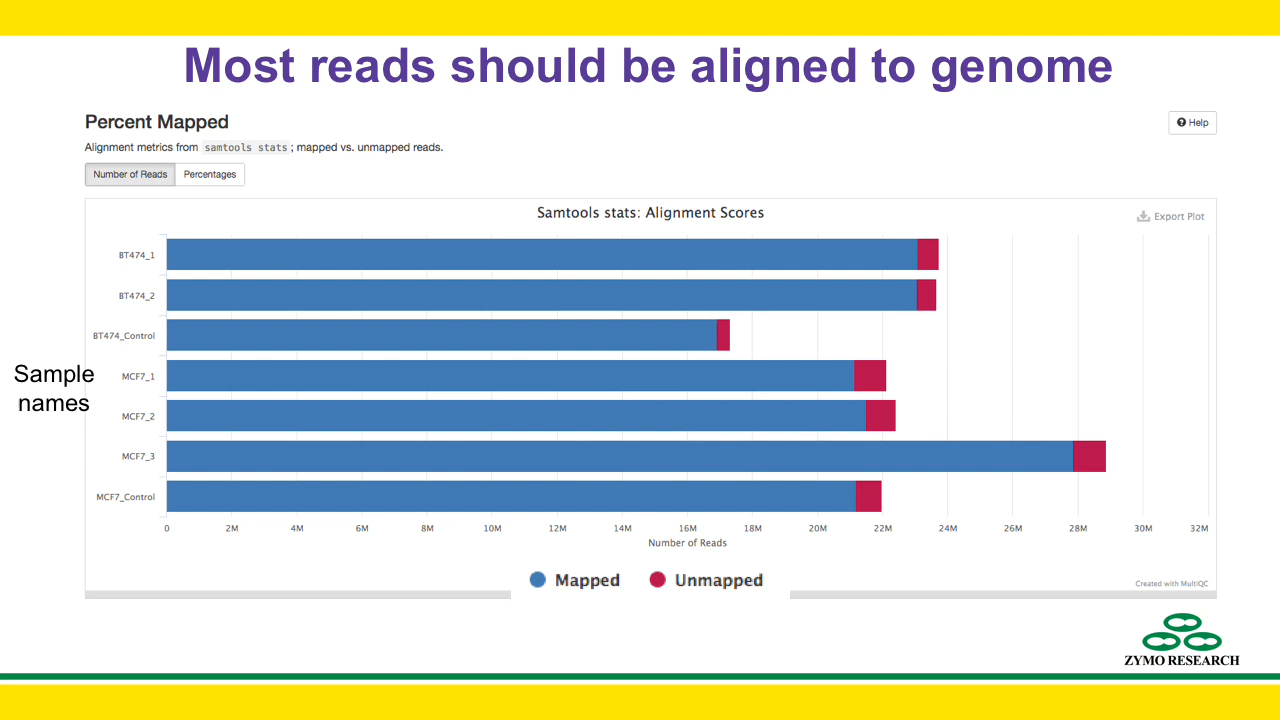 Most reads should be aligned to genome
Percent Mapped
Help
Alignment metrics from samtools stats ; mapped vs. unmapped reads.
Number of Reads Percentages
Samtools stats: Alignment Scores
Export Plot
BT474_1
BT474_2
BT474_Control
Sample
names
MCF7_1
MCF7_2
MCF7_3
MCF7_Control
0 2M 4M 6M 8M 10M 12M 14M 16M 18M 20M 22M 24M 26M 28M 30M 32M
Number of Reads
Mapped Unmapped
Created with MultiQC
ZYMO RESEARCH